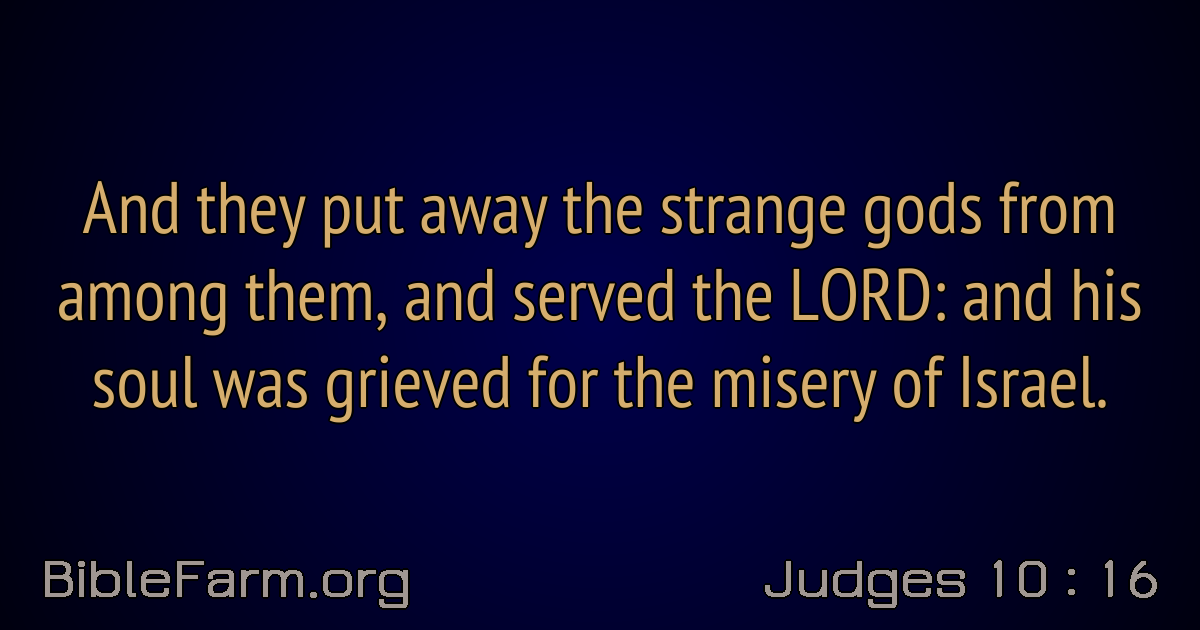 And they put away the strange gods from
among them, and served the LORD: and his
soul was grieved for the misery of Israel.
BibleFarm.org
Judges 10 : 16